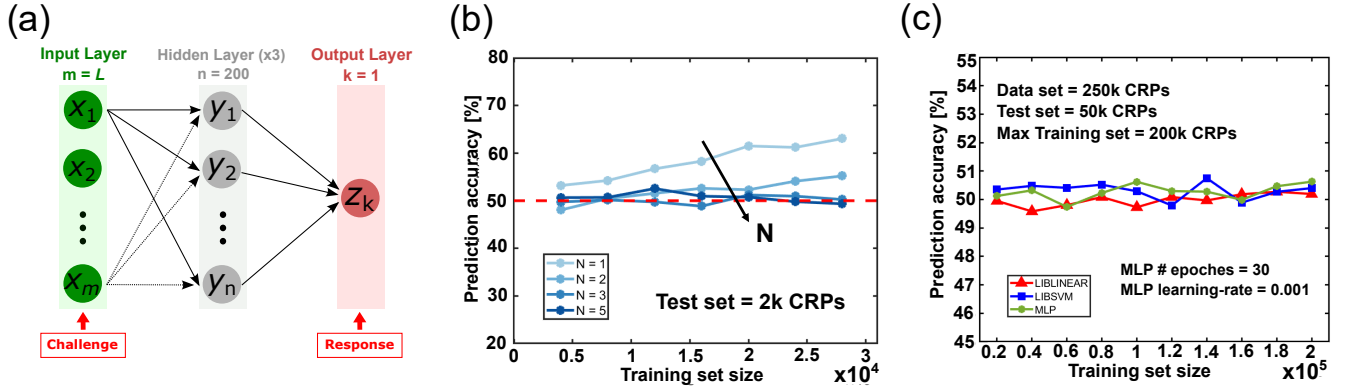 (a)
Input Layer
m = L
Hidden Layer (x3)
n = 200
Output Layer
k = 1
x1
x2
xm
y1
y2
yn
zk
Challenge
Response
(b)
Prediction accuracy [%]
80
70
60
50
40
30
20
N
N = 1
N = 2
N = 3
N = 5
Test set = 2k CRPs
0
0.5
1
1.5
2
2.5
3
x10^4
Training set size
(c)
Prediction accuracy [%]
55
54
53
52
51
50
49
48
47
46
45
Data set = 250k CRPs
Test set = 50k CRPs
Max Training set = 200k CRPs
LIBLINEAR
LIBSVM
MLP
MLP # epoches = 30
MLP learning-rate = 0.001
0.2 0.4 0.6 0.8 1 1.2 1.4 1.6 1.8 2
x10^5
Training set size